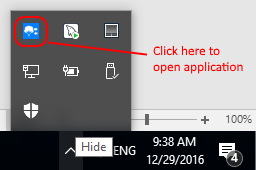 Click here to
open application
100%
Hide
ENG
9:38 AM
12/29/2016
4